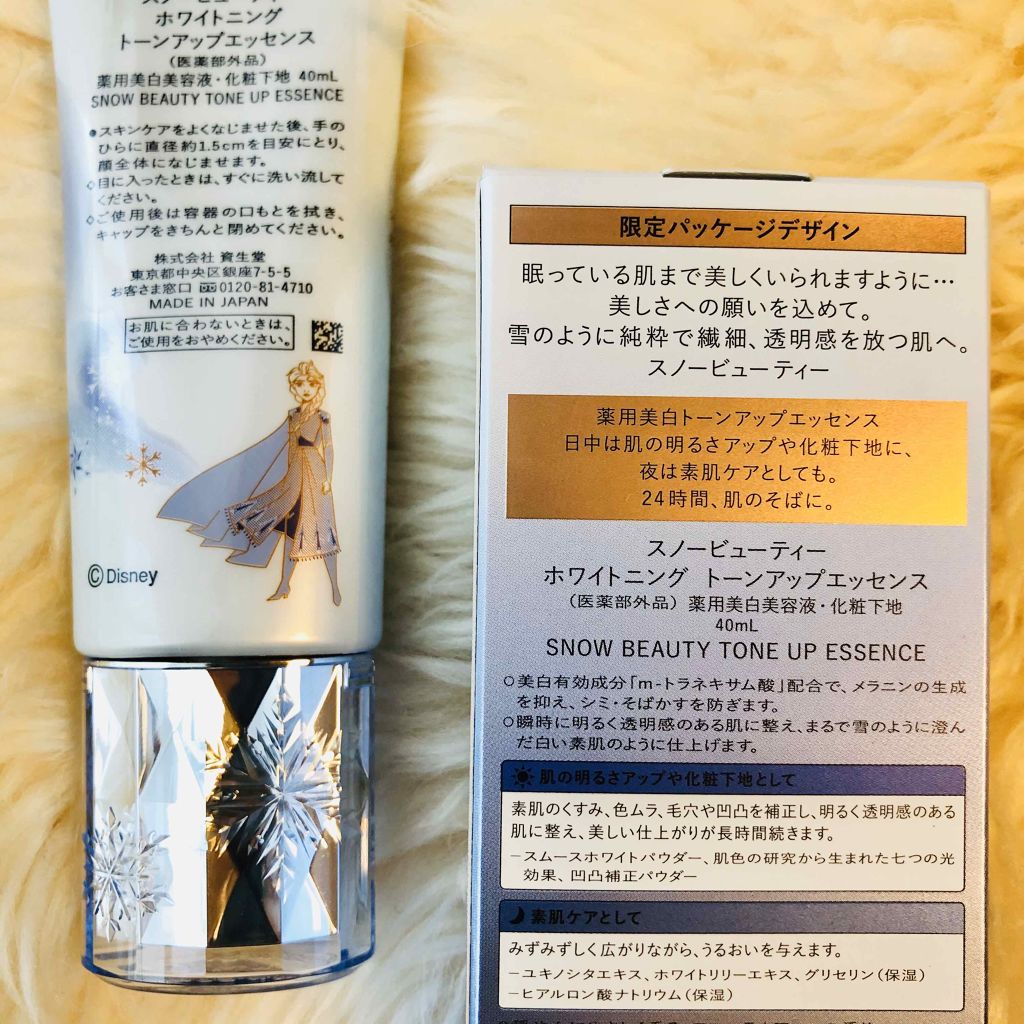 スノービューティー
ホワイトニング
トーンアップエッセンス
(医薬部外品)
薬用美白美容液・化粧下地 40mL
SNOW BEAUTY TONE UP ESSENCE
●スキンケアをよくなじませた後、手の
ひらに直径約1.5cmを目安にとり、
顔全体になじませます。
◇目に入ったときは、すぐに洗い流して
ください。
◇ご使用後は容器の口もとを拭き、
キャップをきちんと閉めてください。
株式会社 資生堂
東京都中央区銀座7-5-5
お客さま窓口 0120-81-4710
MADE IN JAPAN
お肌に合わないときは、
ご使用をおやめください。
©Disney
限定パッケージデザイン
眠っている肌まで美しくいられますように…
美しさへの願いを込めて。
雪のように純粋で繊細、透明感を放つ肌へ。
スノービューティー
薬用美白トーンアップエッセンス
日中は肌の明るさアップや化粧下地に、
夜は素肌ケアとしても。
24時間、肌のそばに。
スノービューティー
ホワイトニング トーンアップエッセンス
(医薬部外品) 薬用美白美容液・化粧下地
40mL
SNOW BEAUTY TONE UP ESSENCE
○美白有効成分「m-トラネキサム酸」配合で、メラニンの生成
を抑え、シミ・そばかすを防ぎます。
○瞬時に明るく透明感のある肌に整え、まるで雪のように澄ん
だ白い素肌のように仕上げます。
肌の明るさアップや化粧下地として
素肌のくすみ、色ムラ、毛穴や凹凸を補正し、明るく透明感のある
肌に整え、美しい仕上がりが長時間続きます。
－スムースホワイトパウダー、肌色の研究から生まれた七つの光
効果、凹凸補正パウダー
素肌ケアとして
みずみずしく広がりながら、うるおいを与えます。
－ユキノシタエキス、ホワイトリリーエキス、グリセリン(保湿)
－ヒアルロン酸ナトリウム(保湿)